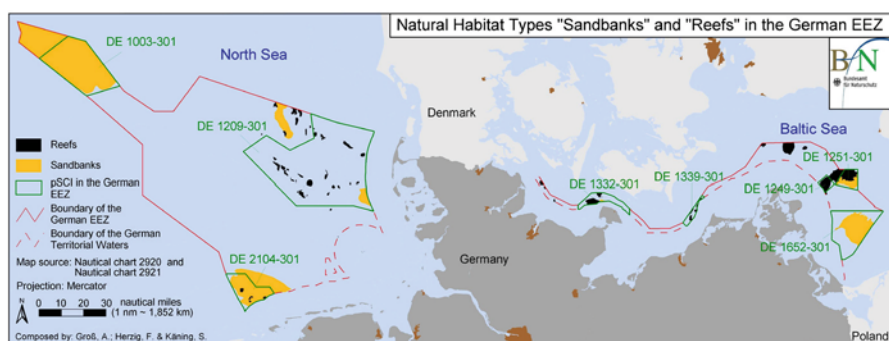 Natural Habitat Types "Sandbanks" and "Reefs" in the German EEZ
BfN
Bundesamt
für Naturschutz
DE 1003-301
North Sea
DE 1209-301
Denmark
Baltic Sea
DE 1251-301
DE 1339-301
DE 1332-301
DE 1249-301
DE 1652-301
DE 2104-301
Germany
Poland
Reefs
Sandbanks
pSCI in the German
EEZ
Boundary of the
German EEZ
Boundary of the German
Territorial Waters
Map source: Nautical chart 2920 and
Nautical chart 2921
Projection: Mercator
N
0 10 20 30 nautical miles
(1 nm ~ 1,852 km)
Composed by: Groß, A.; Herzig, F. & Käning, S.